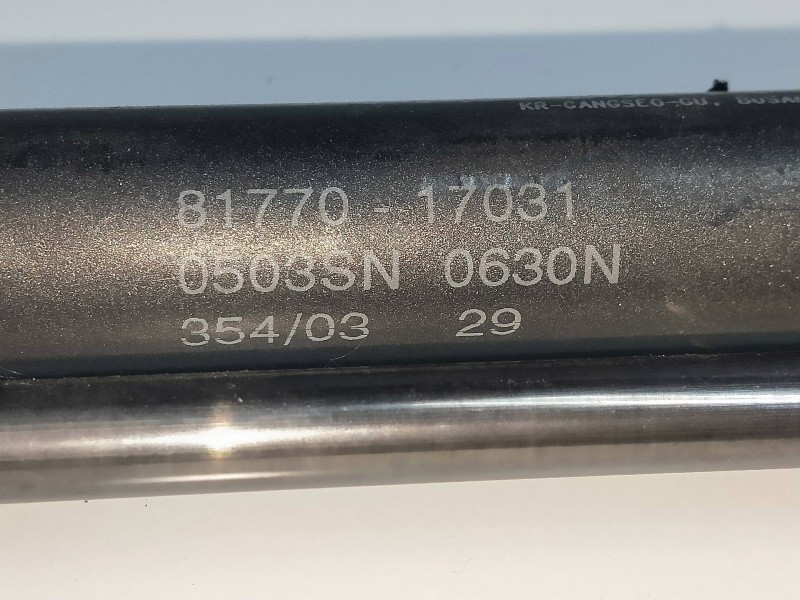 KR-GANGSEO-GU. BUSAN
81770 - 17031
0503SN 0630N
354/03 29